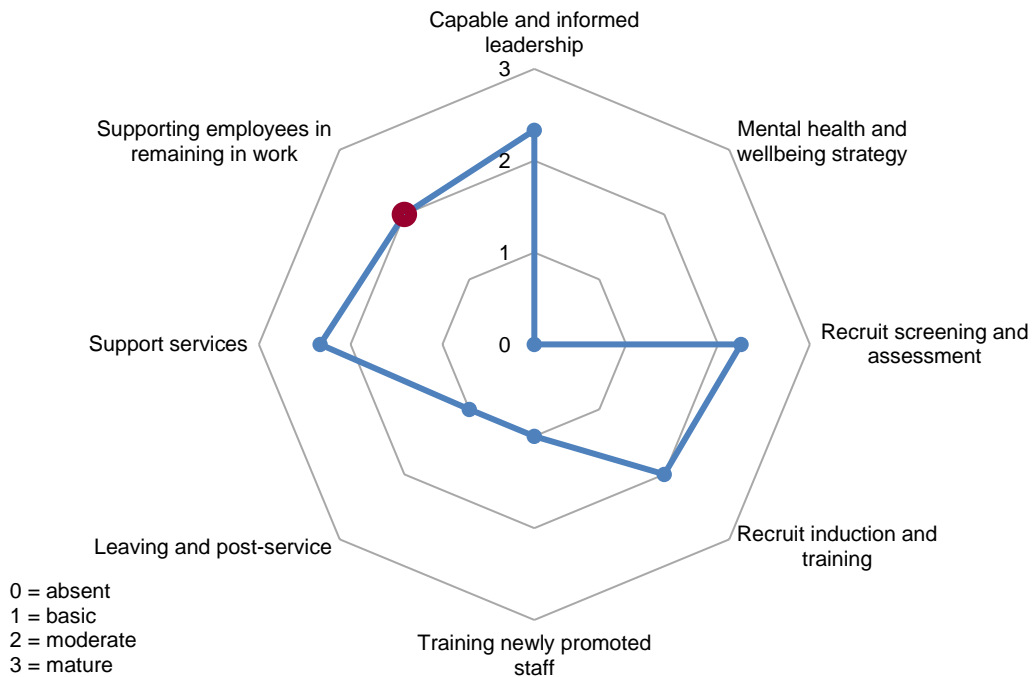 Capable and informed
leadership
3
Supporting employees in
remaining in work
Mental health and
wellbeing strategy
2
1
Support services
0
Recruit screening and
assessment
Leaving and post-service
Recruit induction and
training
0 = absent
1 = basic
2 = moderate
3 = mature
Training newly promoted
staff